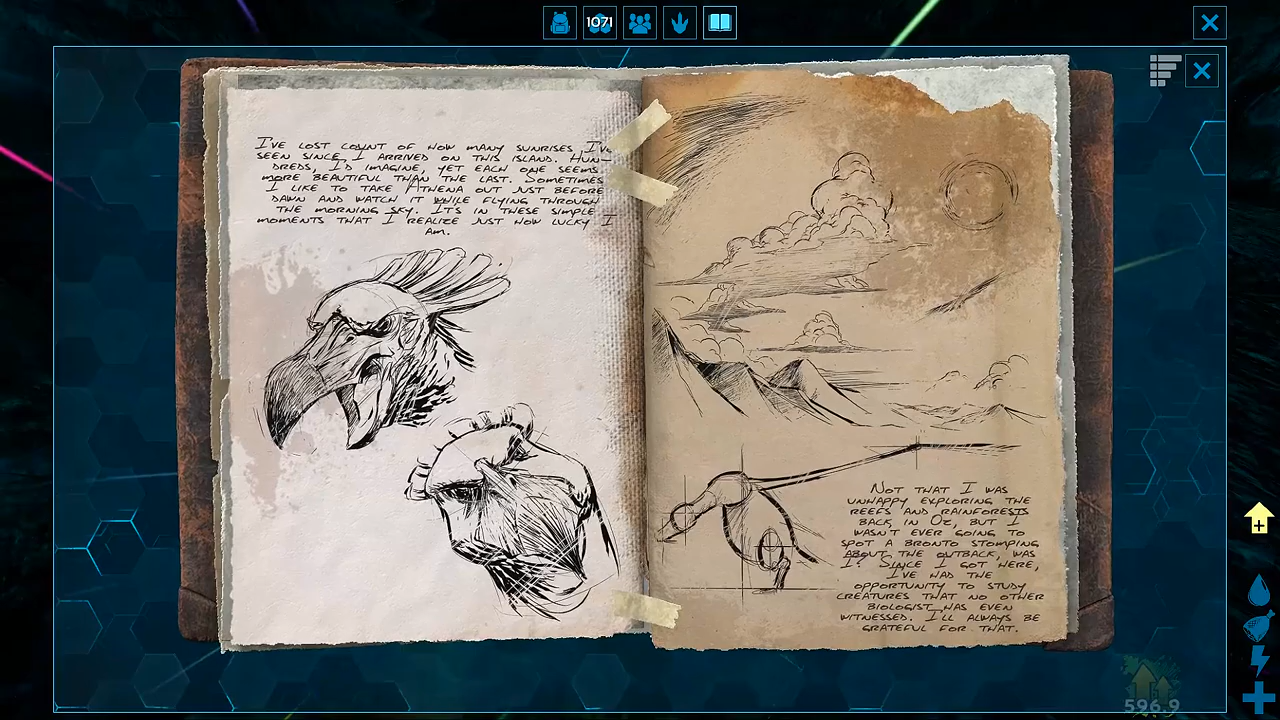 1071
I've lost count of how many sunrises I've
seen since I arrived on this island. Hun-
dreds, I'd imagine, yet each one seems
more beautiful than the last. Sometimes
I like to take Athena out just before
dawn and watch it while flying through
the morning sky. It's in these simple
moments that I realize just how lucky I
am.
Not that I was
unhappy exploring the
reefs and rainforests
back in Oz, but I
wasn't ever going to
spot a bronto stomping
about the outback, was
I? Since I got here,
I've had the
opportunity to study
creatures that no other
biologist has even
witnessed. I'll always be
grateful for that.
596.9